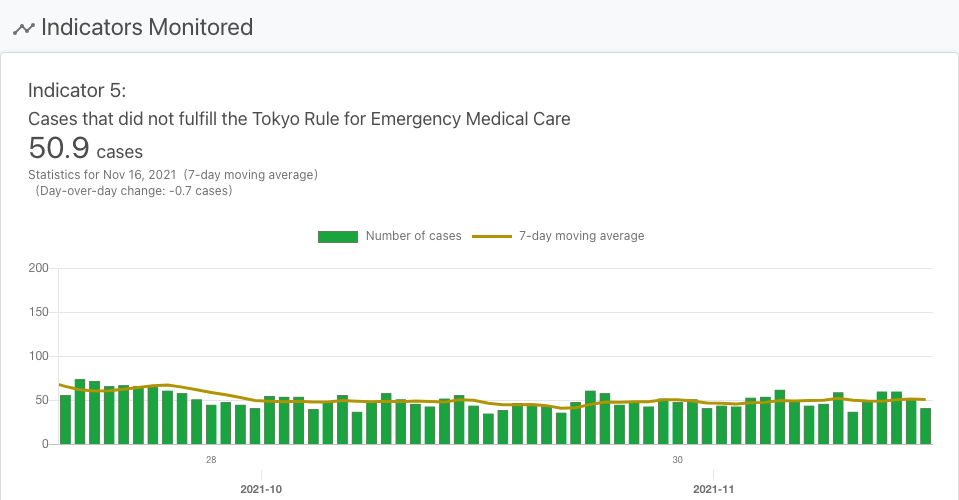 Indicators Monitored
Indicator 5:
Cases that did not fulfill the Tokyo Rule for Emergency Medical Care
50.9 cases
Statistics for Nov 16, 2021 (7-day moving average)
(Day-over-day change: -0.7 cases)
Number of cases 7-day moving average
200
150
100
50
0
28 30
2021-10 2021-11